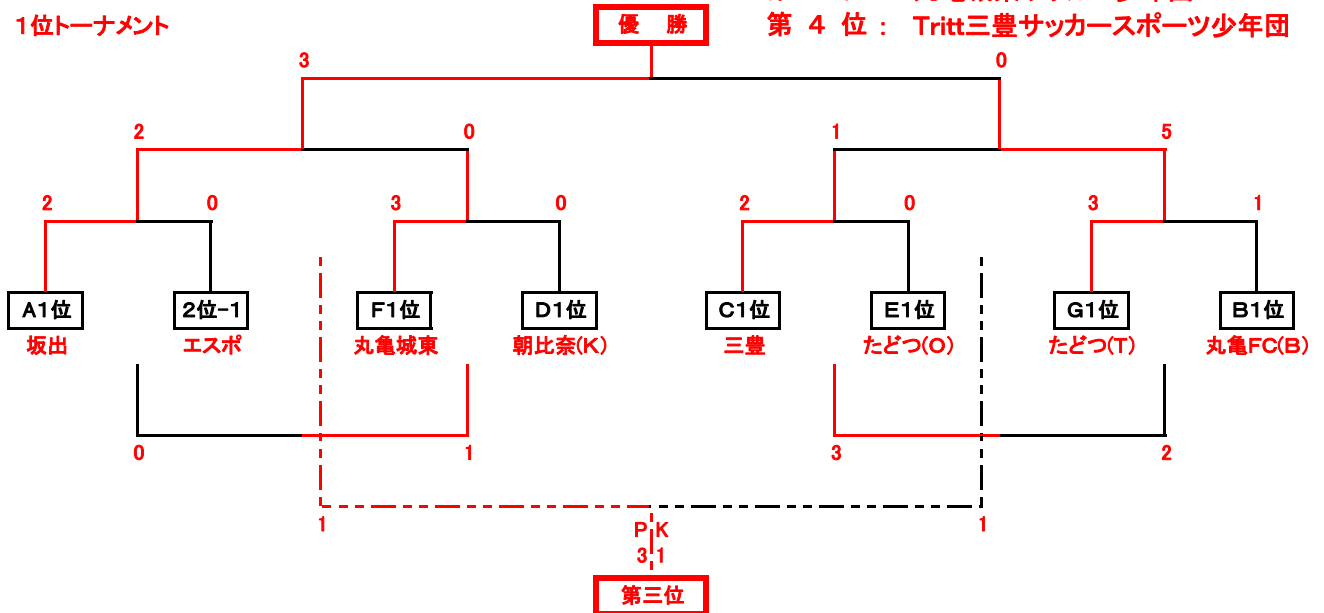 1位トーナメント
優 勝
第 4 位 : Tritt三豊サッカースポーツ少年団
3 0
2 0 1 5
2 0 3 0 2 0 3 1
A1位 2位-1 F1位 D1位 C1位 E1位 G1位 B1位
坂出 エスポ 丸亀城東 朝比奈(K) 三豊 たどつ(O) たどつ(T) 丸亀FC(B)
0 1 3 2
1 PK 1
3 1
第三位